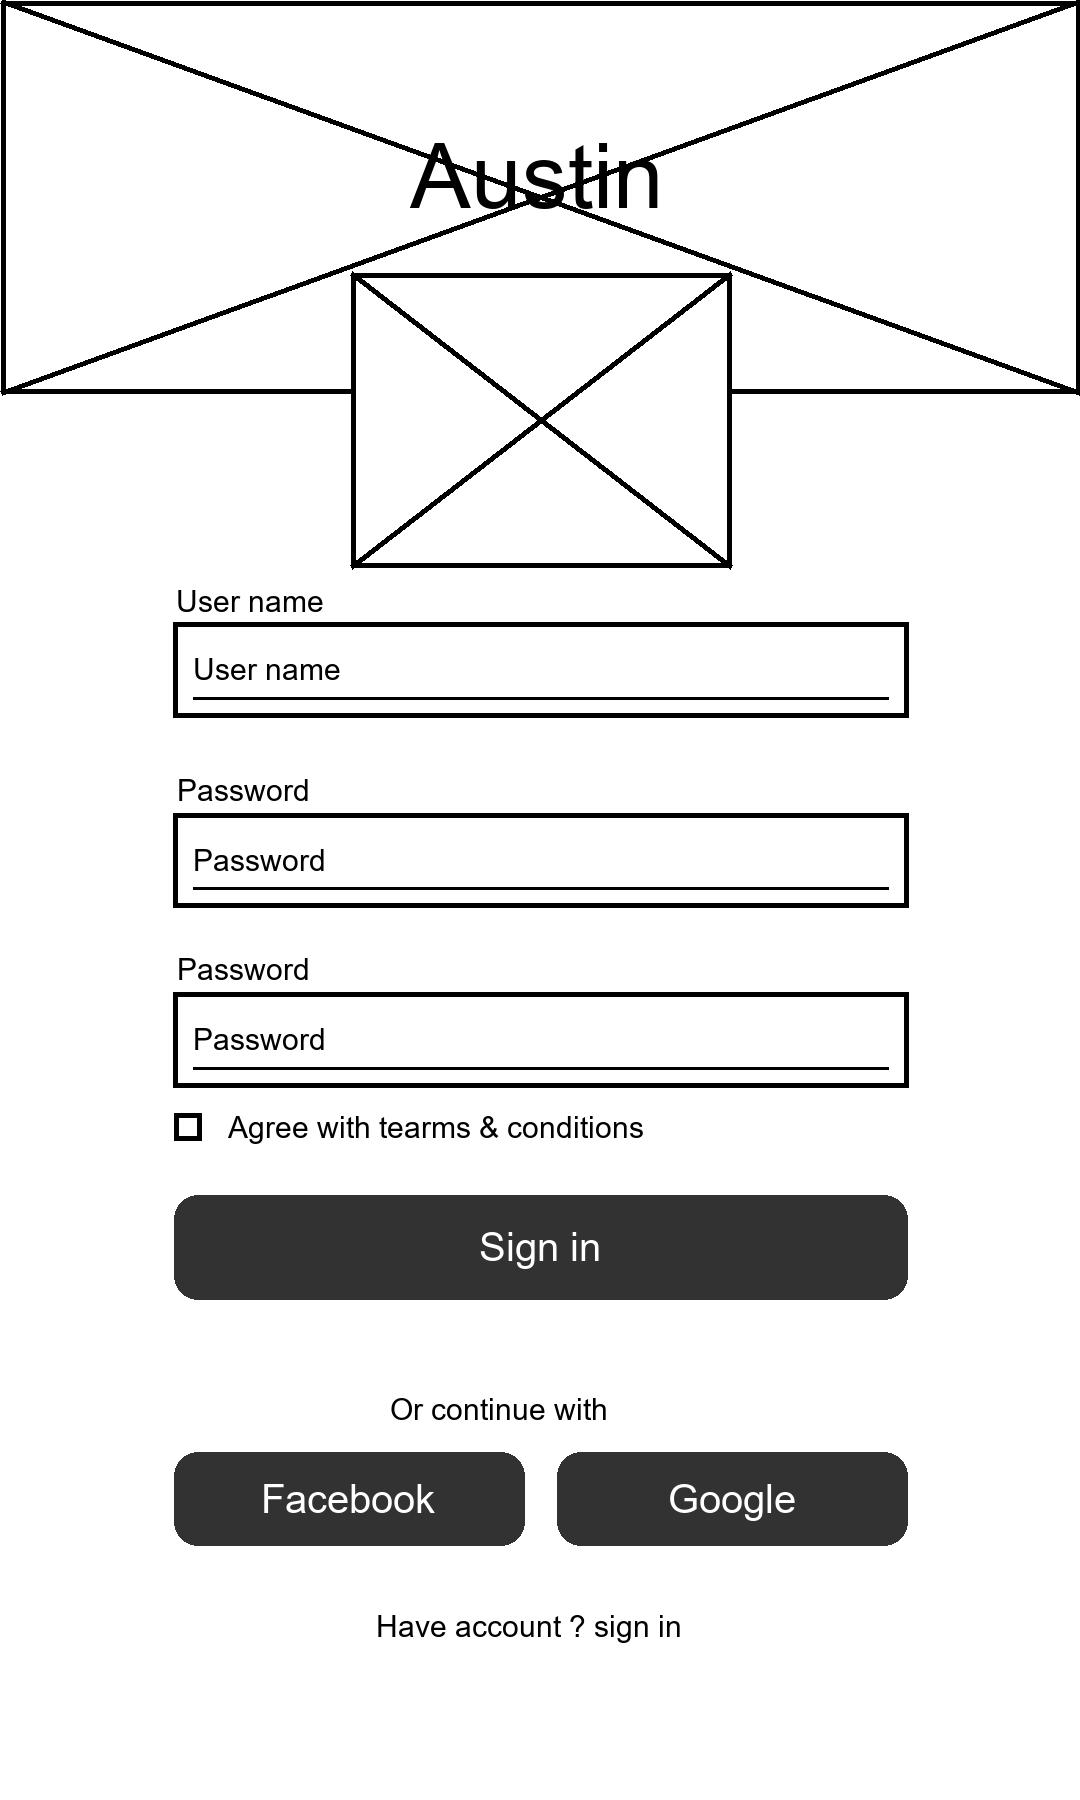 Austin
User name
User name
Password
Password
Password
Password
Agree with tearms & conditions
Sign in
Or continue with
Facebook Google
Have account ? sign in